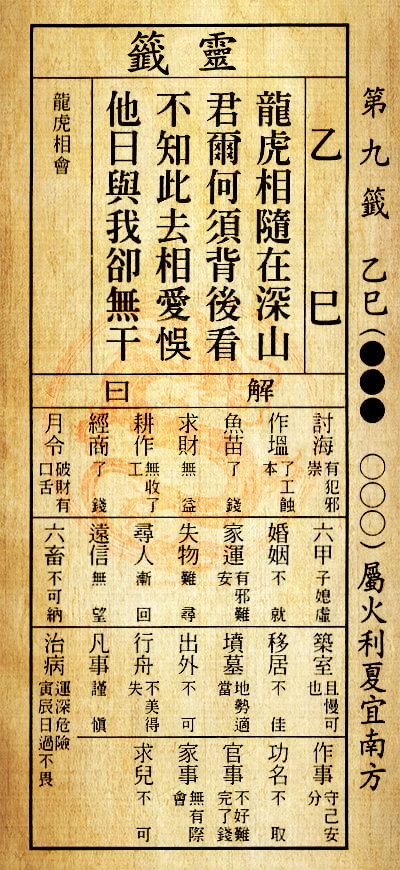 第九籤 乙巳(●●● ○○○)屬火利夏宜南方
靈籤
乙巳
龍虎相隨在深山
君爾何須背後看
不知此去相愛悞
他日與我卻無干
龍虎相會
解曰
討海 有犯邪祟
作塭 了工蝕本
魚苗 了錢
求財 無益
耕作 無收了工
經商 了錢
月令 破財有口舌
六甲 子媳虛
婚姻 不就
家運 有邪難安
失物 難尋
尋人 漸回
遠信 無望
六畜 不可納
築室 且慢可也
移居 不佳
墳墓 地勢適當
出外 不可
行舟 不美得失
凡事 謹慎
治病 運深危險寅辰日過不畏
作事 守己安分
功名 不取
官事 不好難完了錢
家事 無有際會
求兒 不可